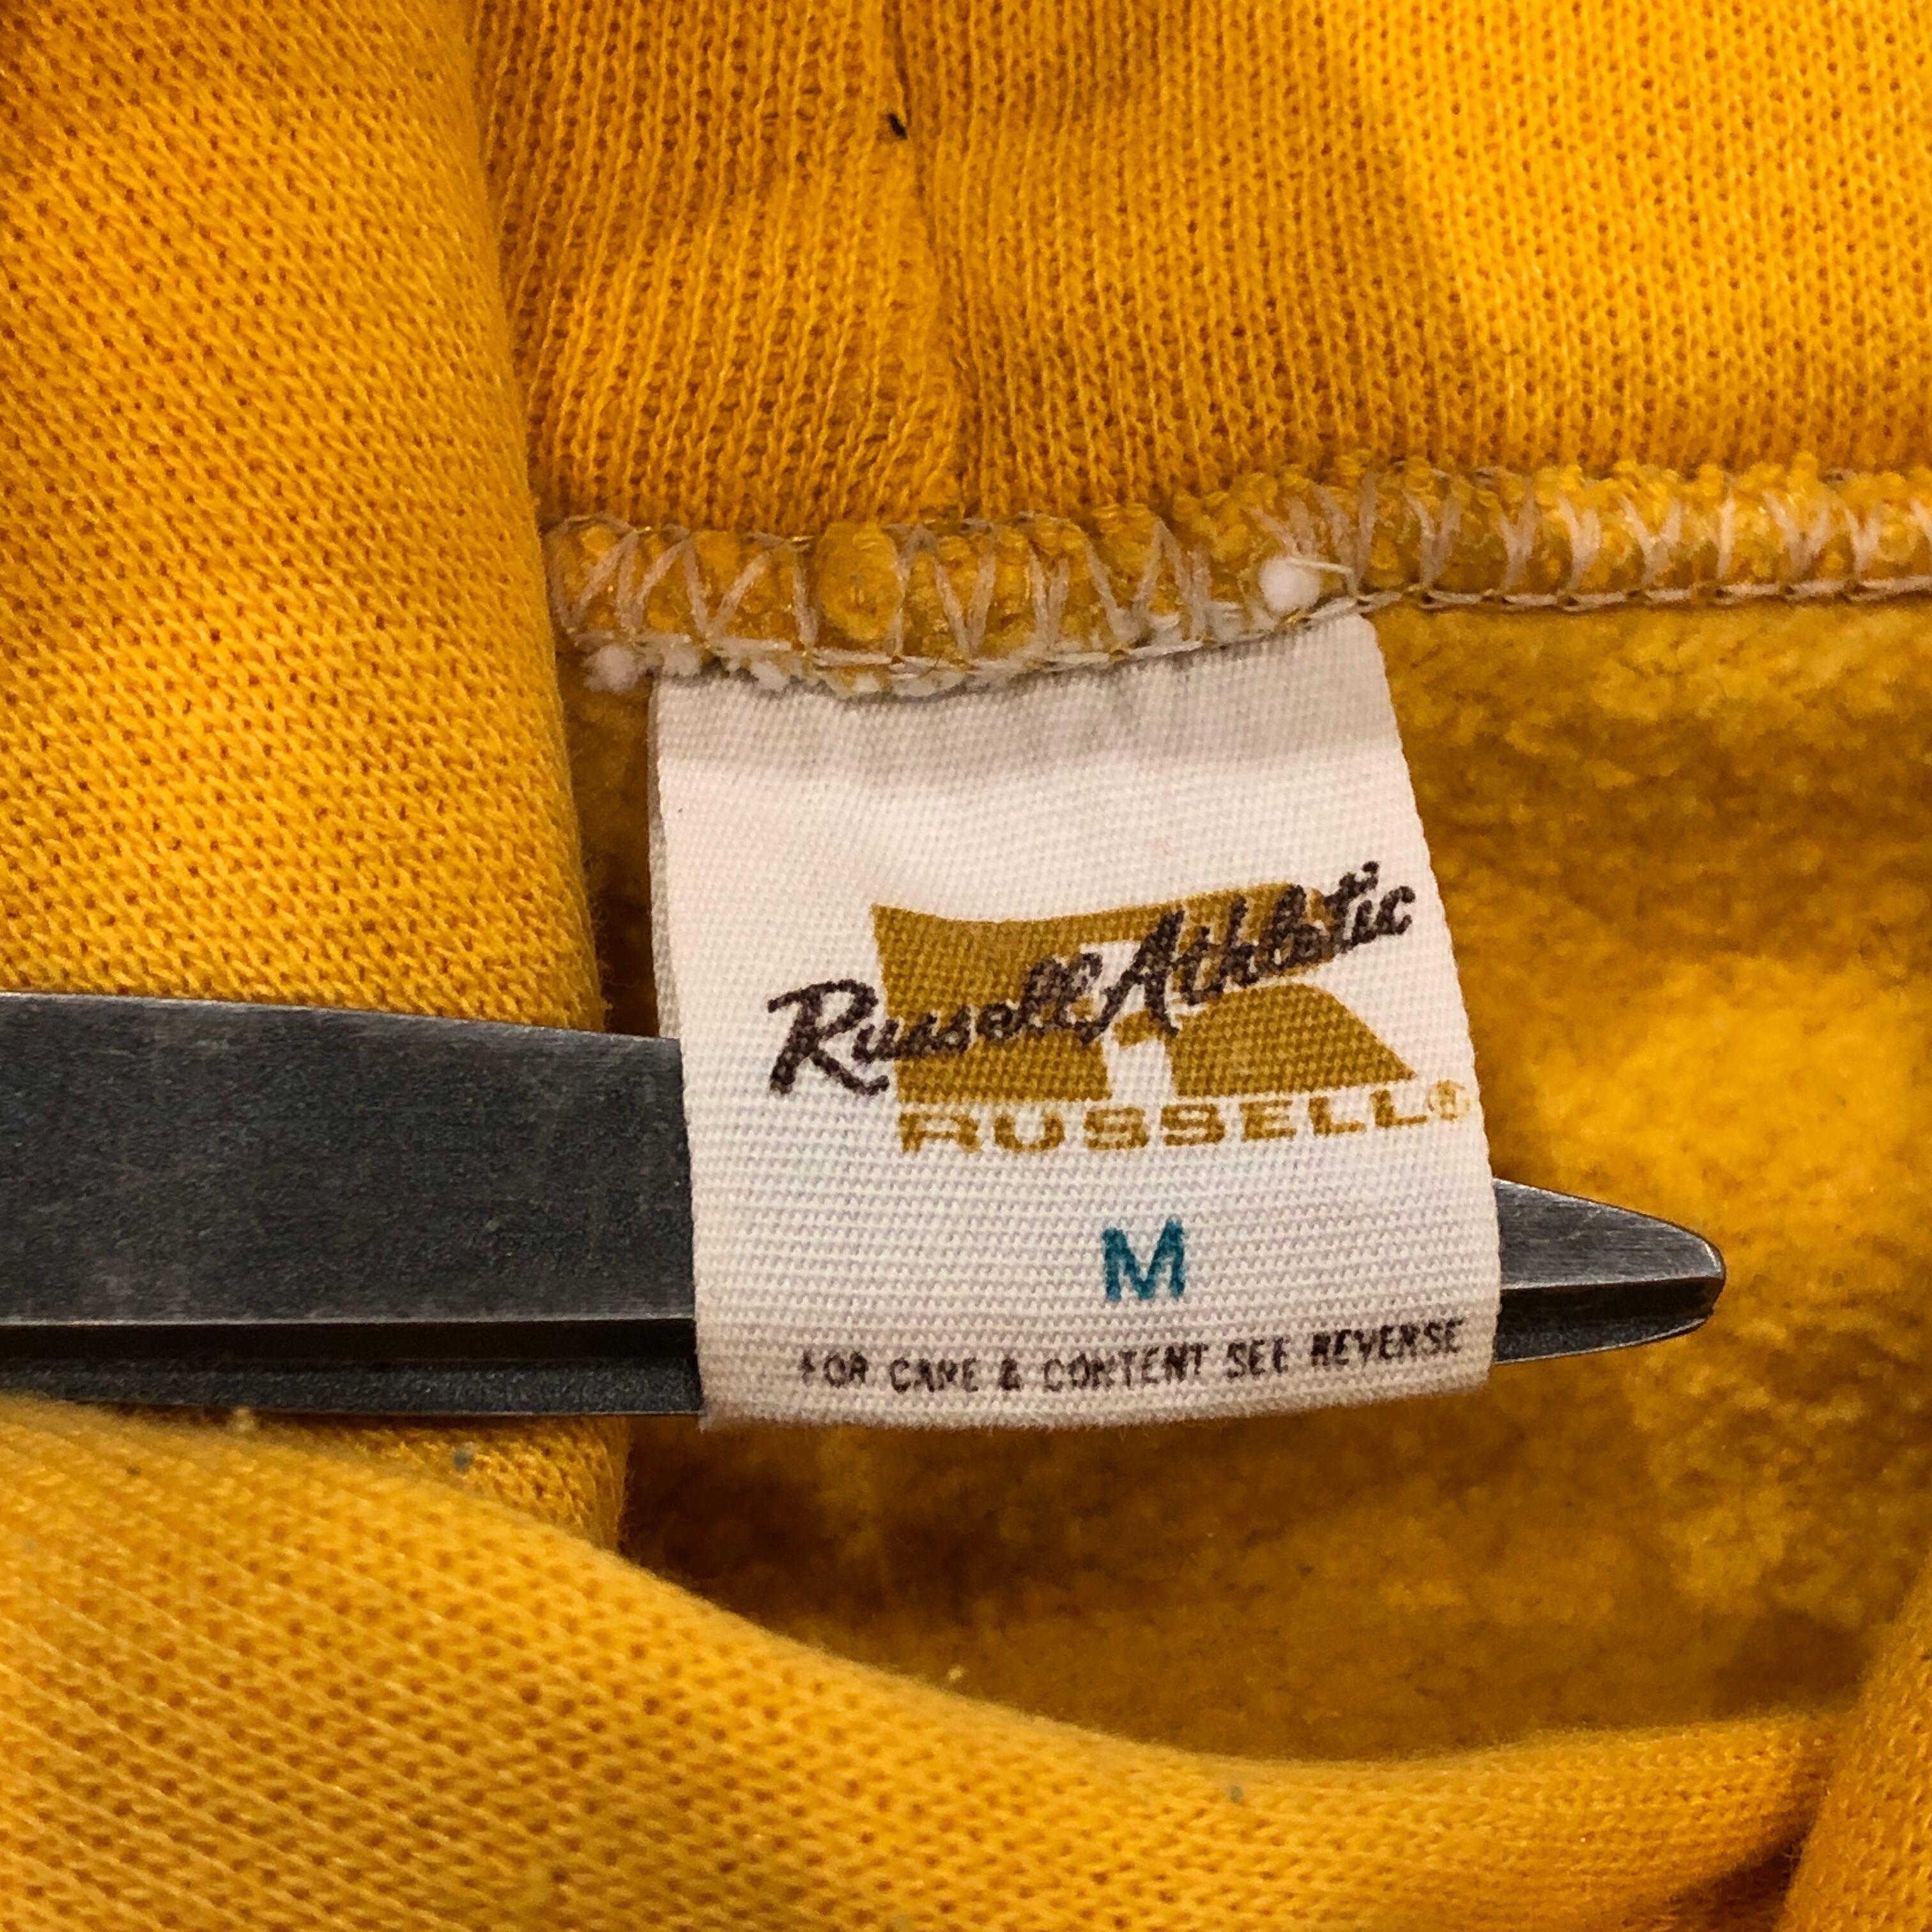 Russell Athletic
RUSSELL®
M
FOR CARE & CONTENT SEE REVERSE